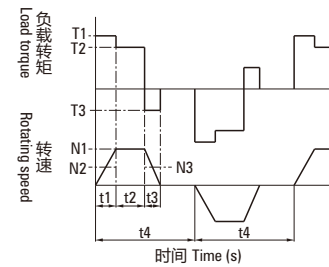 负载转矩
Load torque
T1
T2
T3
转速
Rotating speed
N1
N2
N3
t1 t2 t3
t4 t4
时间 Time (s)